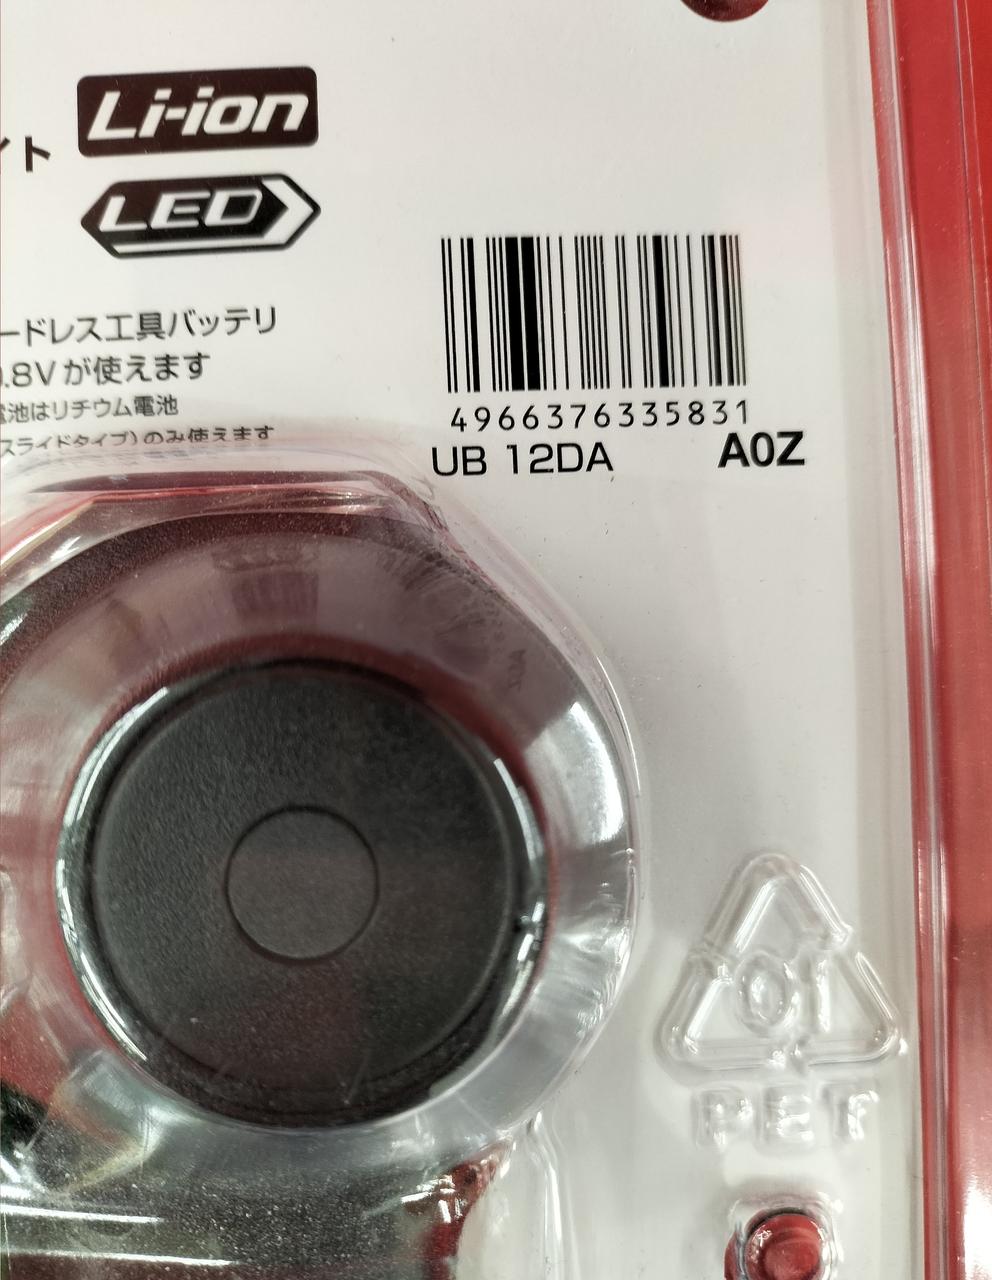 Li-ion
イト
LED
ードレス工具バッテリ
.8Vが使えます
電池はリチウム電池
スライドタイプ)のみ使えます
4966376335831
UB 12DA A0Z
01
PET